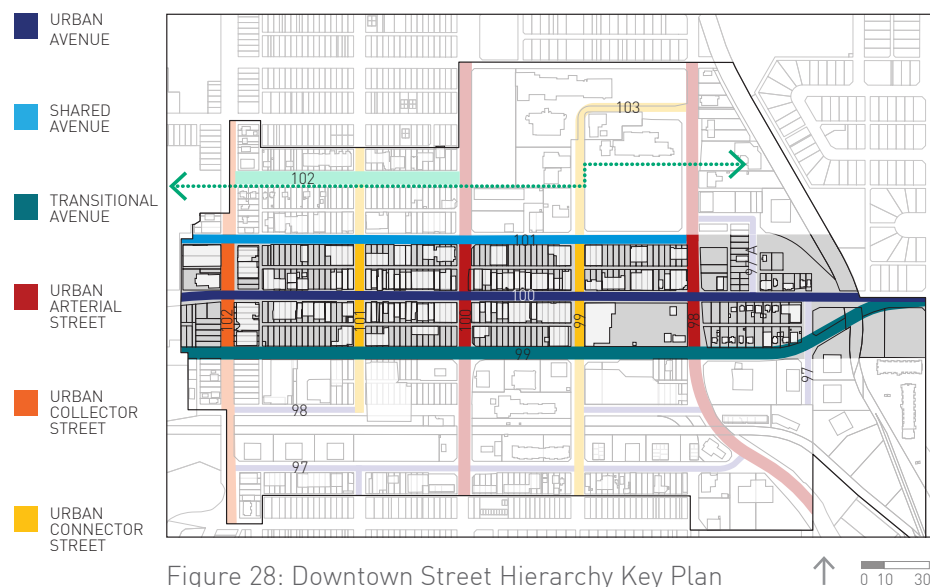 URBAN
AVENUE
SHARED
AVENUE
TRANSITIONAL
AVENUE
URBAN
ARTERIAL
STREET
URBAN
COLLECTOR
STREET
URBAN
CONNECTOR
STREET
103
102
101
97A
100
102
101
100
99
98
99
97
98
97
Figure 28: Downtown Street Hierarchy Key Plan
0 10 30